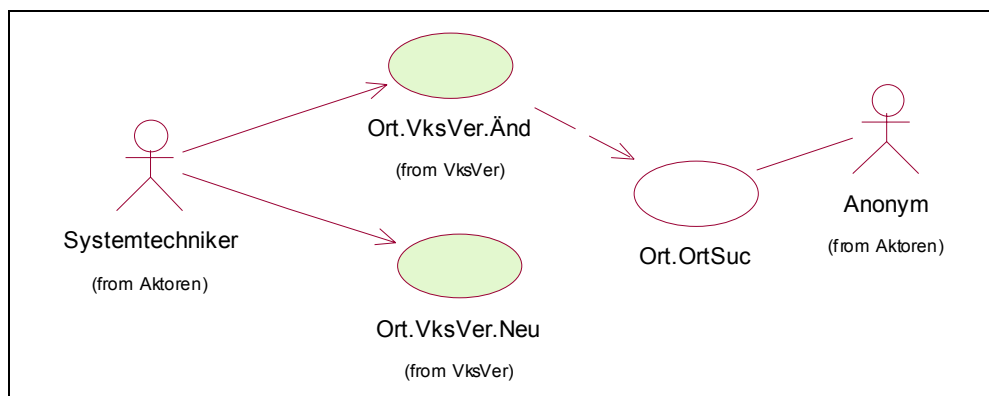 Ort.VksVer.Änd
(from VksVer)
Systemtechniker
(from Aktoren)
Ort.OrtSuc
Anonym
(from Aktoren)
Ort.VksVer.Neu
(from VksVer)